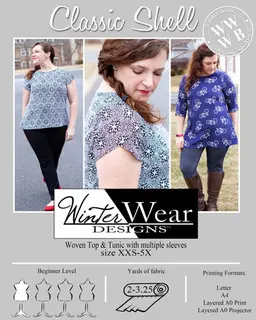 Classic Shell
WW
WB
Winter Wear
DESIGNS™
Woven Top & Tunic with multiple sleeves
size XXS-5X
Beginner Level
Yards of fabric
Printing Formats:
2-3.25
Letter
A4
Layered A0 Print
Layered A0 Projector